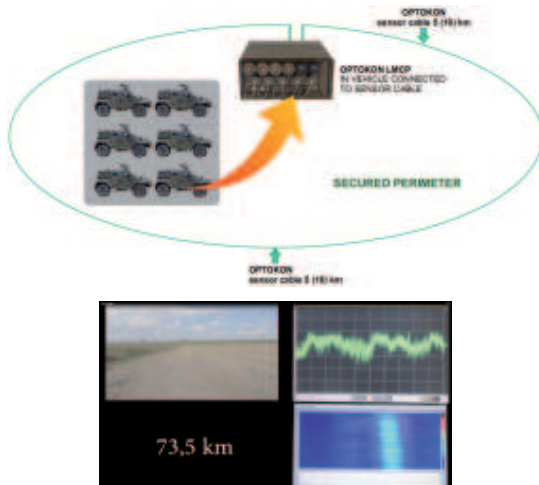 OPTOKON
sensor cable 5 (10) km
OPTOKON LMCP
IN VEHICLE CONNECTED
TO SENSOR CABLE
SECURED PERIMETER
OPTOKON
sensor cable 5 (10) km
73,5 km